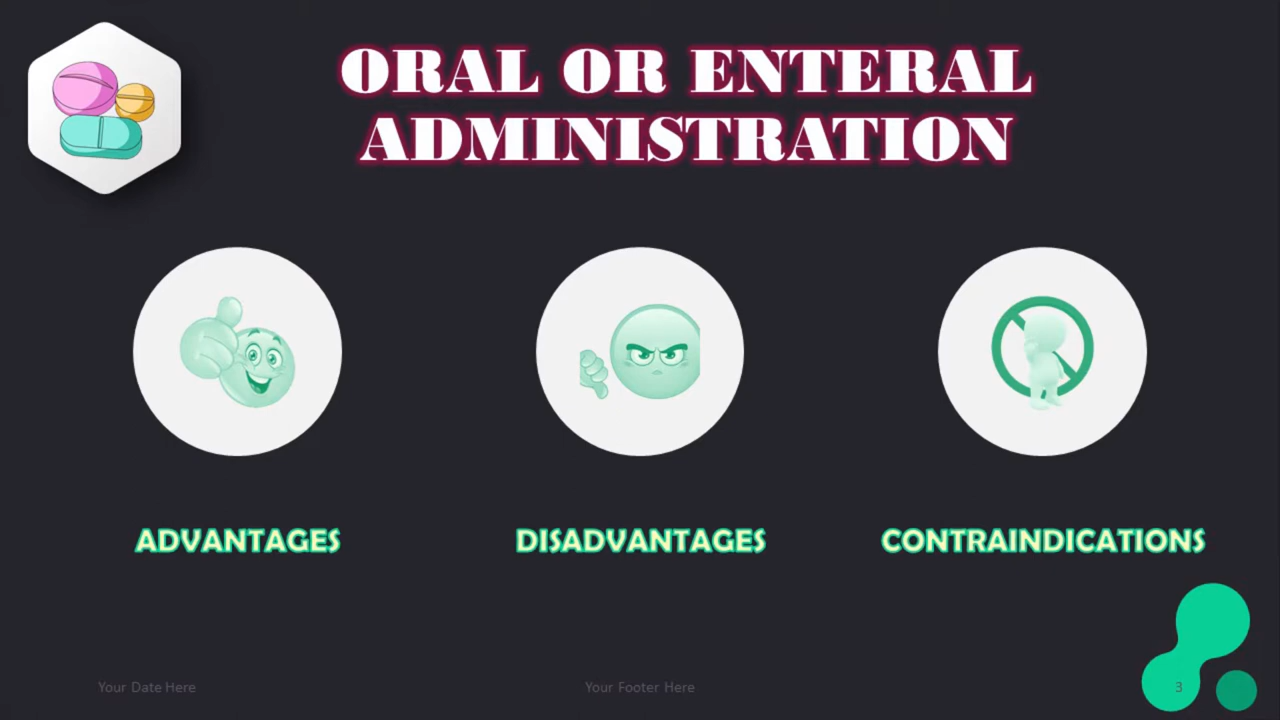 ORAL OR ENTERAL
ADMINISTRATION
ADVANTAGES
DISADVANTAGES
CONTRAINDICATIONS
Your Date Here
Your Footer Here
3